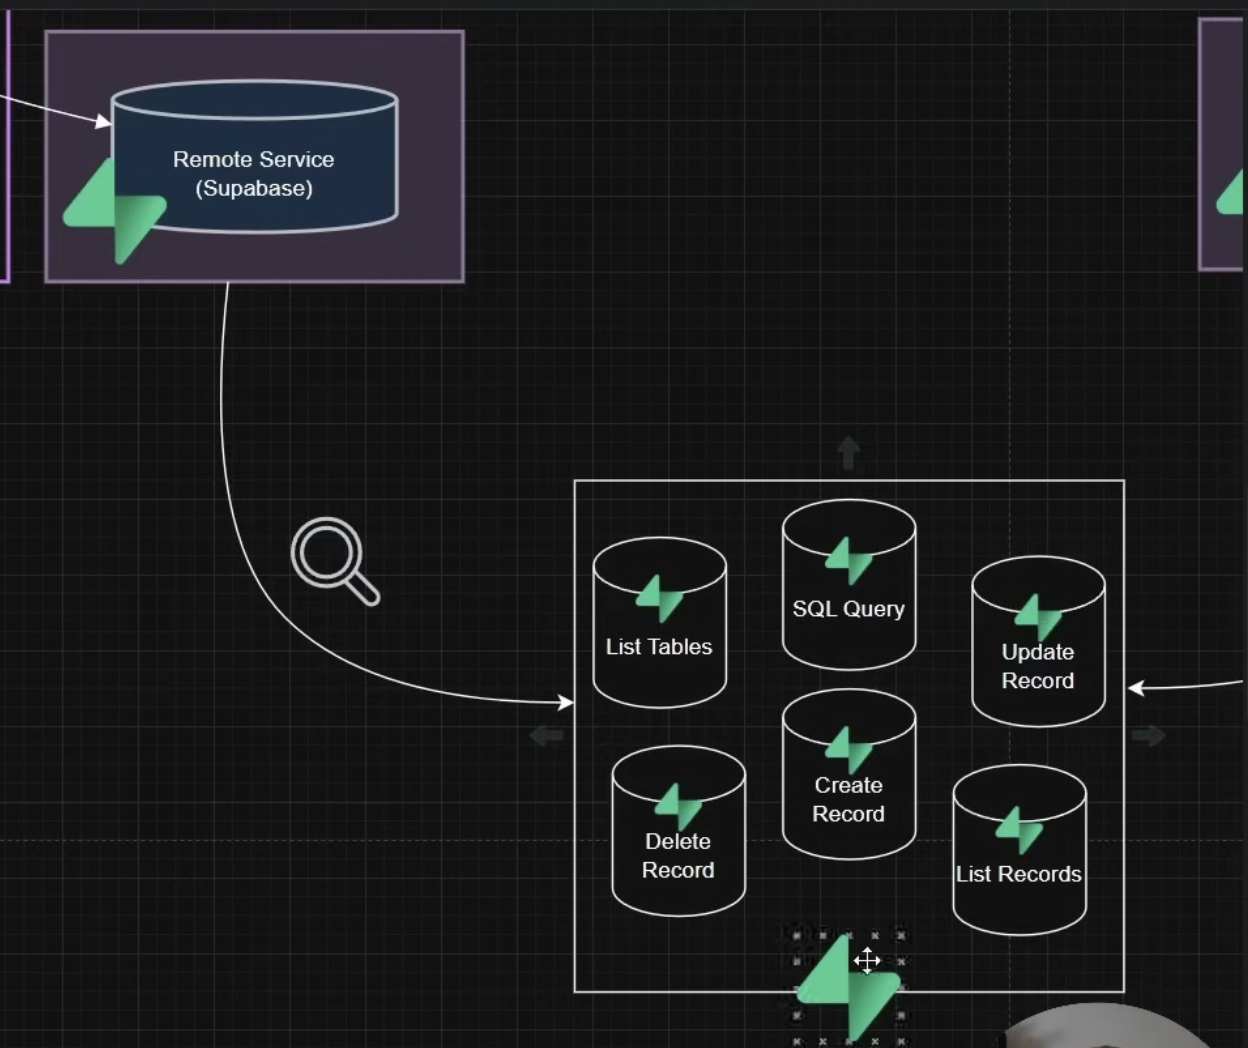 Remote Service
(Supabase)
SQL Query
List Tables
Update
Record
Create
Record
Delete
Record
List Records